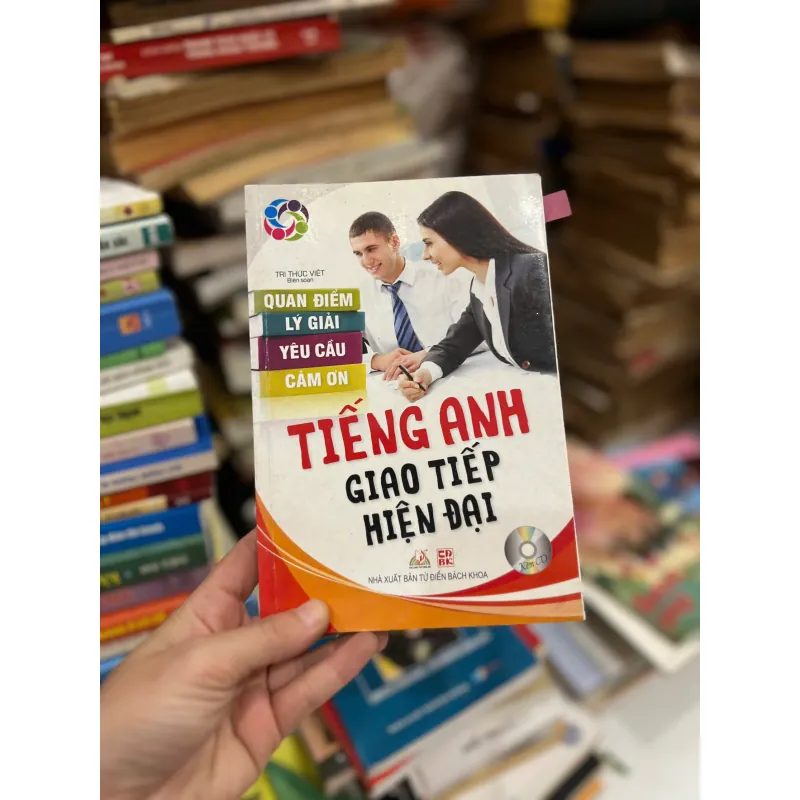 TRI THỨC VIỆT
Biên soạn
QUAN ĐIỂM
LÝ GIẢI
YÊU CẦU
CẢM ƠN
TIẾNG ANH
GIAO TIẾP
HIỆN ĐẠI
Kèm CD
NHÀ XUẤT BẢN TỪ ĐIỂN BÁCH KHOA